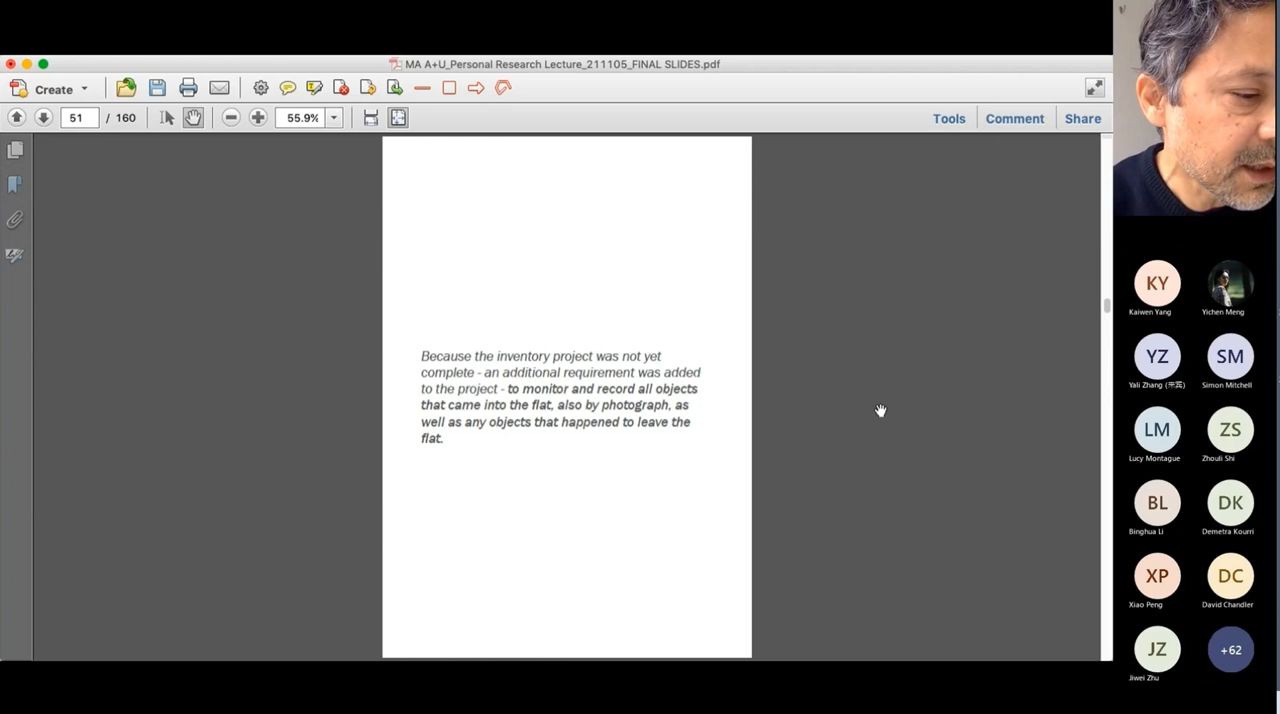 MA A+U_Personal Research Lecture_211105_FINAL SLIDES.pdf
Create
51 / 160
55.9%
Tools
Comment
Share
Because the inventory project was not yet
complete - an additional requirement was added
to the project - to monitor and record all objects
that came into the flat, also by photograph, as
well as any objects that happened to leave the
flat.
KY
Kaiwen Yang
Yichen Meng
YZ
SM
Yali Zhang (来宾)
Simon Mitchell
LM
ZS
Lucy Montague
Zhouli Shi
BL
DK
Binghua Li
Demetra Kourri
XP
DC
Xiao Peng
David Chandler
JZ
+62
Jiwei Zhu